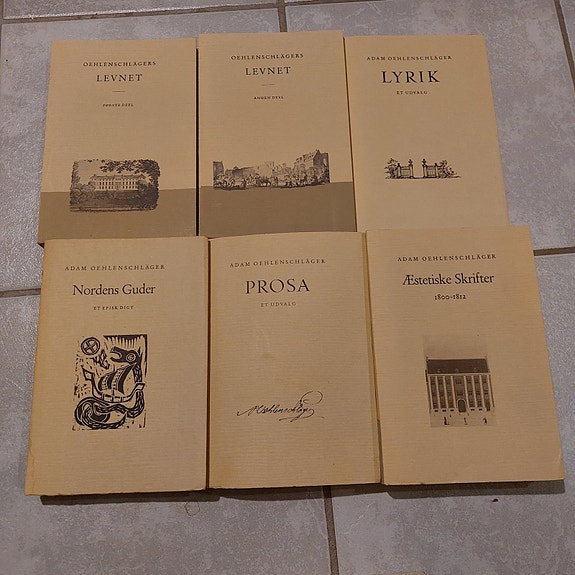 OEHLENSCHLÄGERS
LEVNET
FØRSTE DEEL
OEHLENSCHLÄGERS
LEVNET
ANDEN DEEL
ADAM OEHLENSCHLÄGER
LYRIK
ET UDVALG
ADAM OEHLENSCHLÄGER
Nordens Guder
ET EPISK DIGT
ADAM OEHLENSCHLÄGER
PROSA
ET UDVALG
A Oehlenschläger
ADAM OEHLENSCHLÄGER
Æstetiske Skrifter
1800-1812